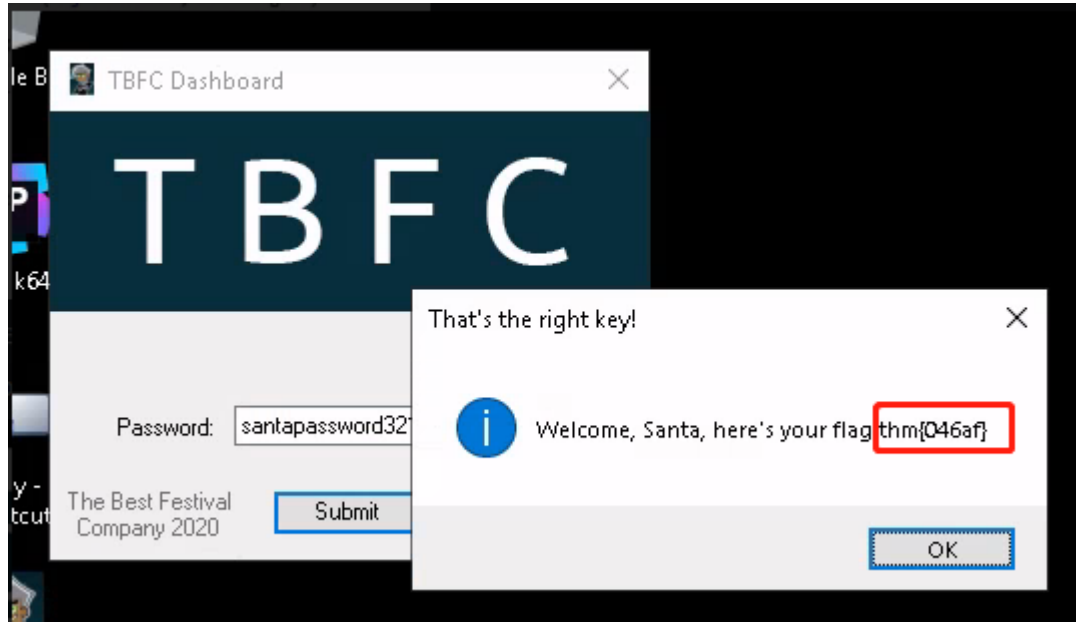 le B
TBFC Dashboard
T B F C
P
k64
That's the right key!
Welcome, Santa, here's your flag thm{046af}
Password: santapassword321
y -
tcut
The Best Festival
Company 2020
Submit
OK